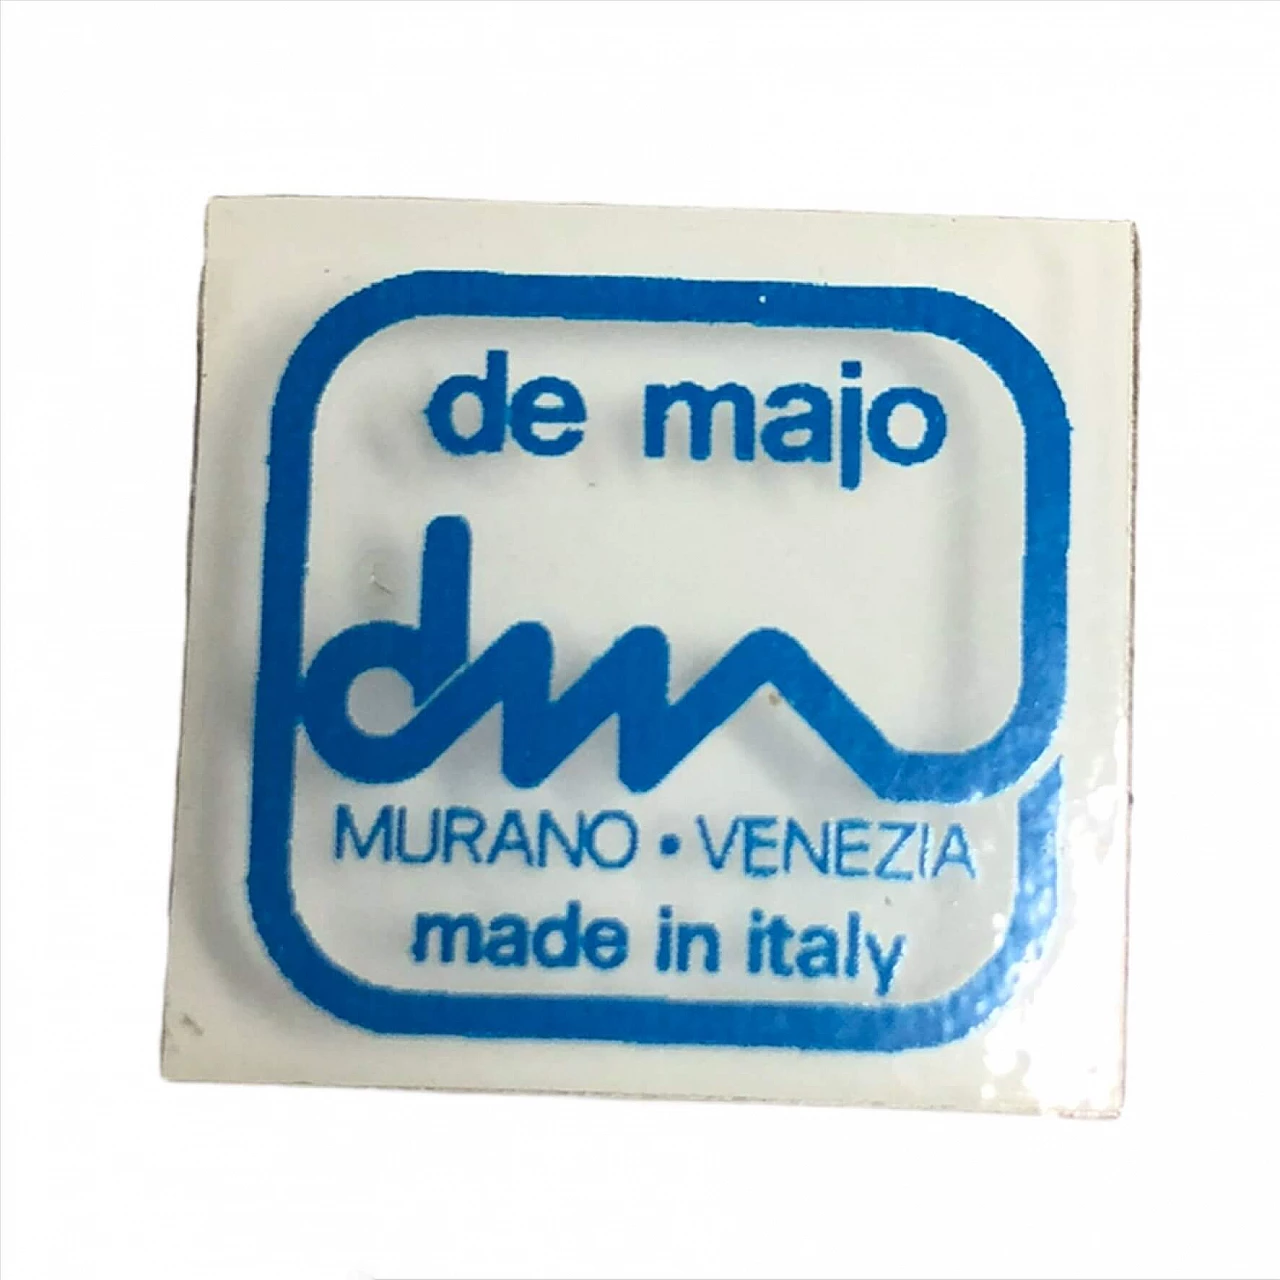 de majo
dm
MURANO • VENEZIA
made in italy